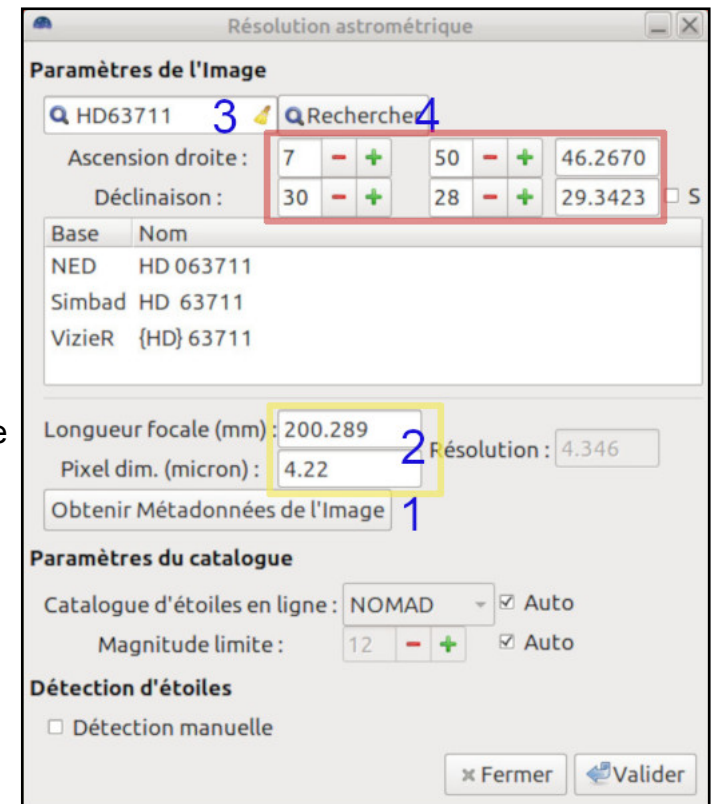 Résolution astrométrique
Paramètres de l'Image
HD63711 3 Rechercher 4
Ascension droite : 7 50 46.2670
Déclinaison : 30 28 29.3423 S
Base Nom
NED HD 063711
Simbad HD 63711
VizieR {HD} 63711
e
Longueur focale (mm) : 200.289 2 Résolution : 4.346
Pixel dim. (micron) : 4.22
Obtenir Métadonnées de l'Image 1
Paramètres du catalogue
Catalogue d'étoiles en ligne : NOMAD Auto
Magnitude limite : 12 Auto
Détection d'étoiles
Détection manuelle
Fermer Valider